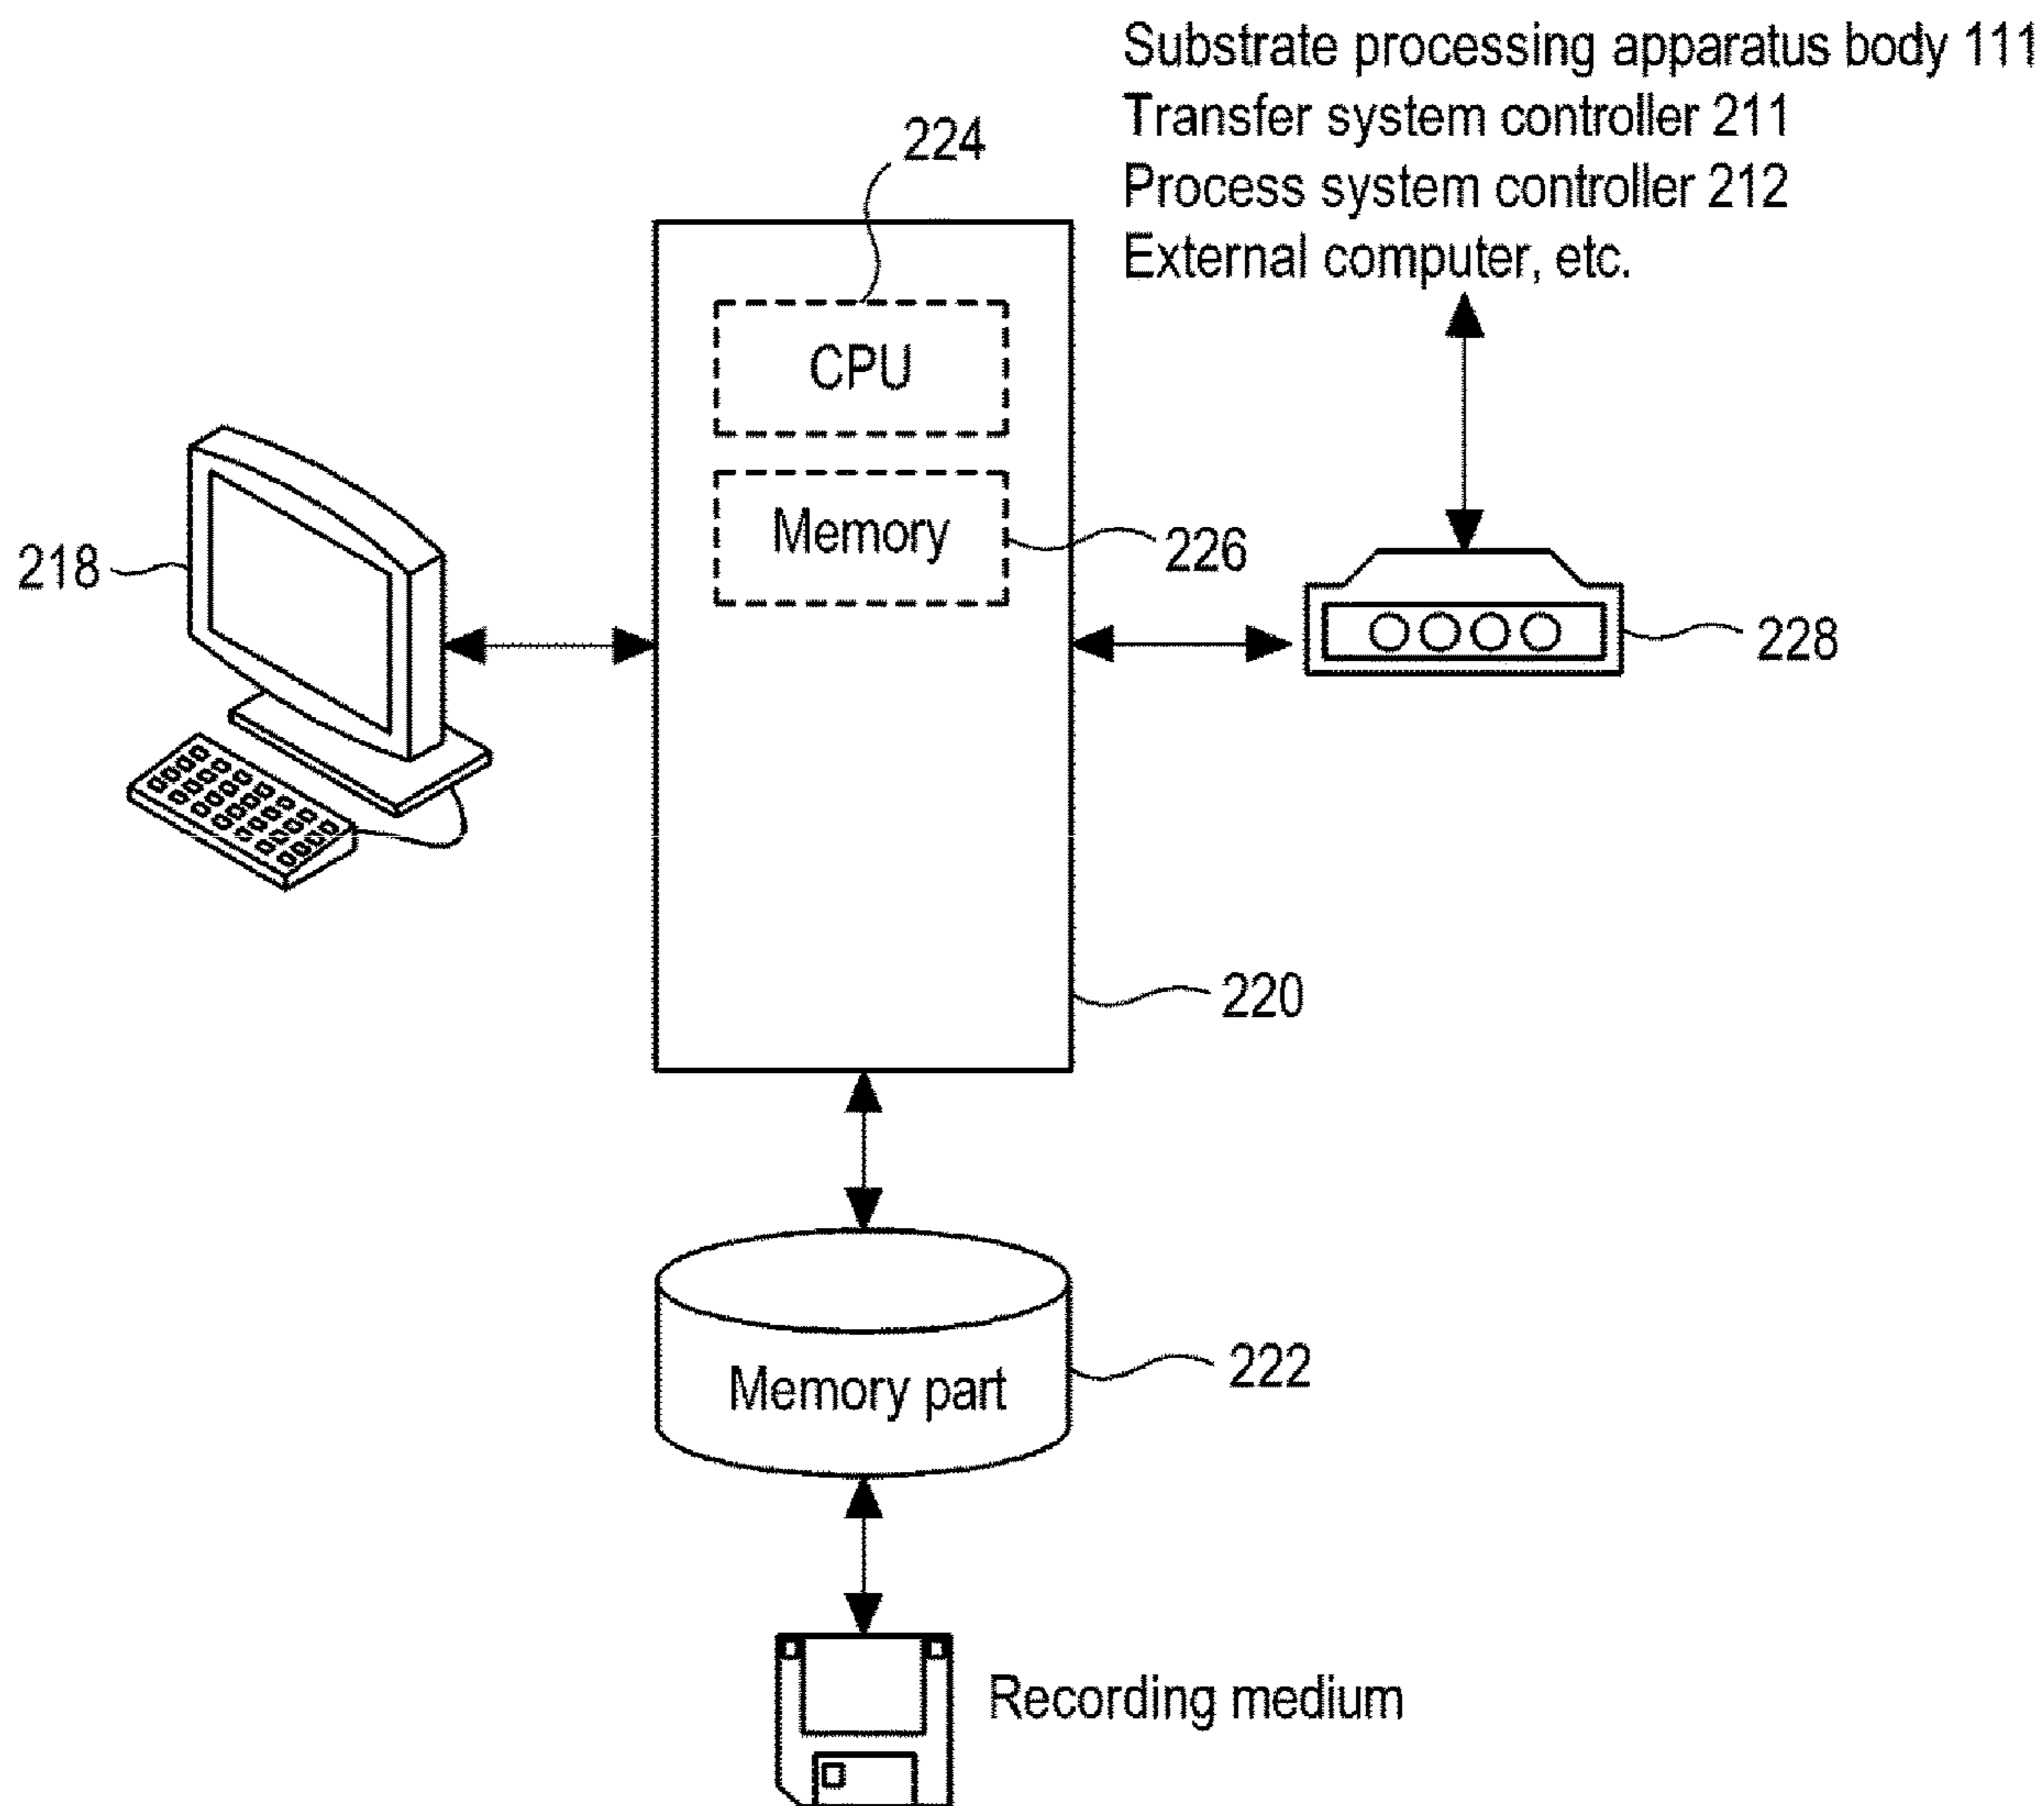 Substrate processing apparatus body 111
Transfer system controller 211
Process system controller 212
External computer, etc.
224
CPU
Memory
226
218
228
220
Memory part
222
Recording medium